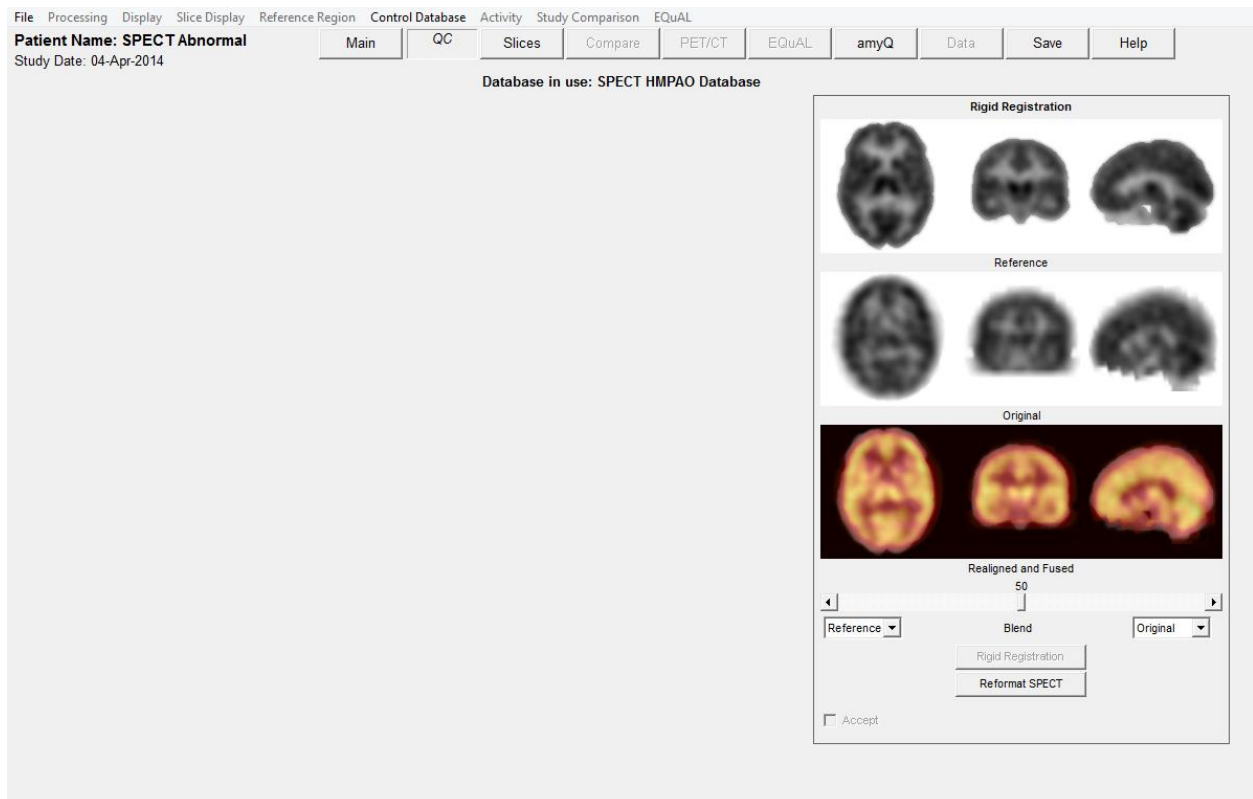 File Processing Display Slice Display Reference Region Control Database Activity Study Comparison EQuAL
Patient Name: SPECT Abnormal
Study Date: 04-Apr-2014
Main QC Slices Compare PET/CT EQuAL amyQ Data Save Help
Database in use: SPECT HMPAO Database
Rigid Registration
Reference
Original
Realigned and Fused
50
Reference Blend Original
Rigid Registration
Reformat SPECT
Accept